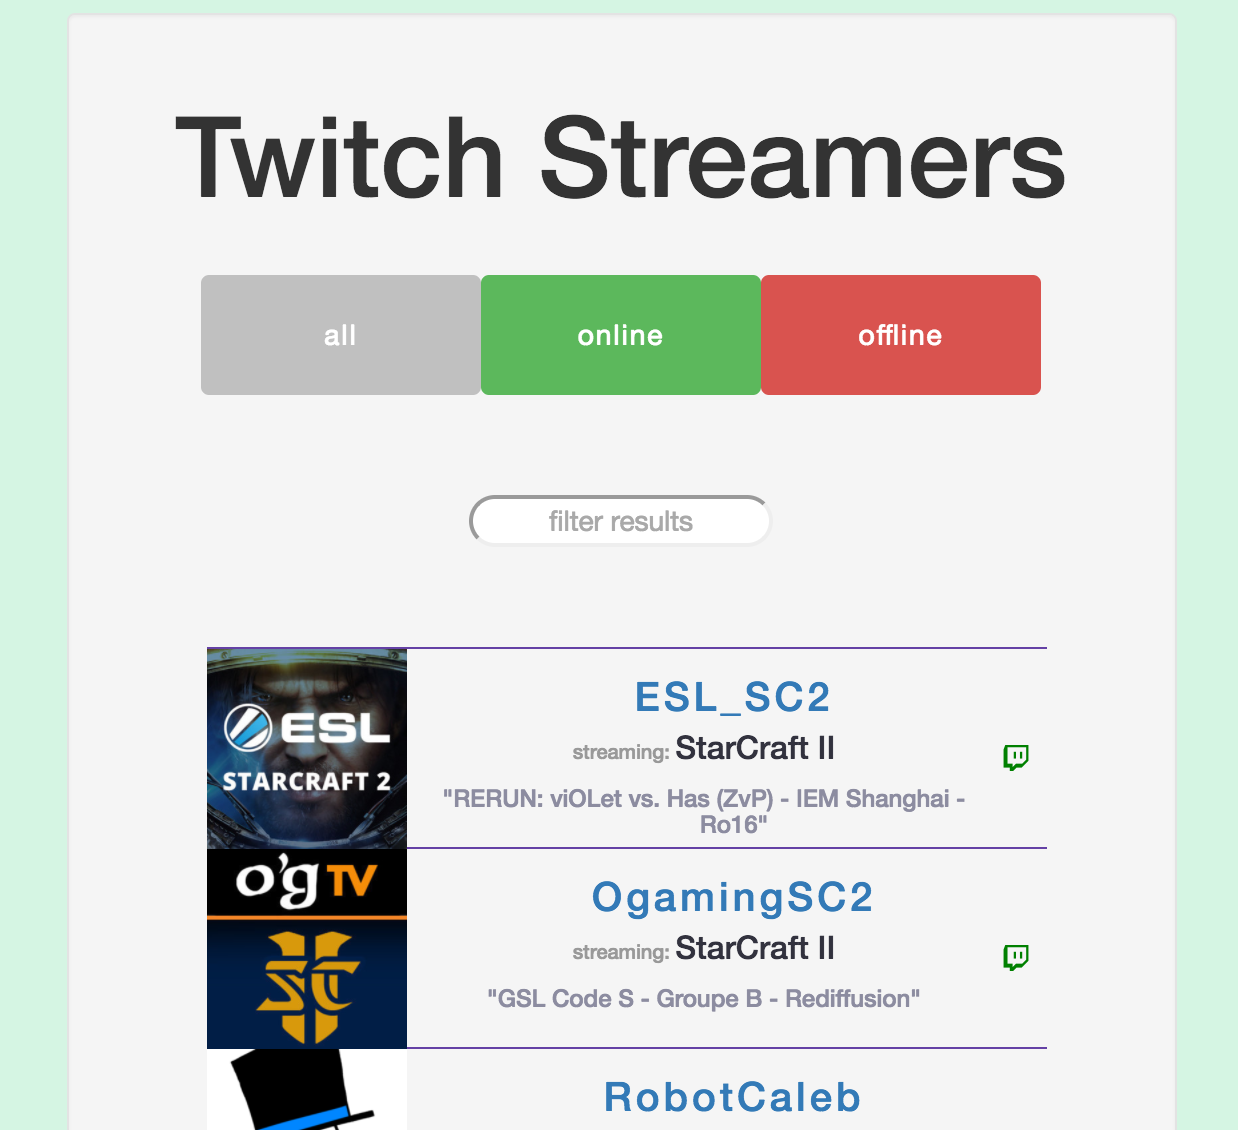 Twitch Streamers
all online offline
filter results
ESL
STARCRAFT 2
ESL_SC2
streaming: StarCraft II
"RERUN: viOLet vs. Has (ZvP) - IEM Shanghai -
Ro16"
o'g TV
SC
OgamingSC2
streaming: StarCraft II
"GSL Code S - Groupe B - Rediffusion"
RobotCaleb